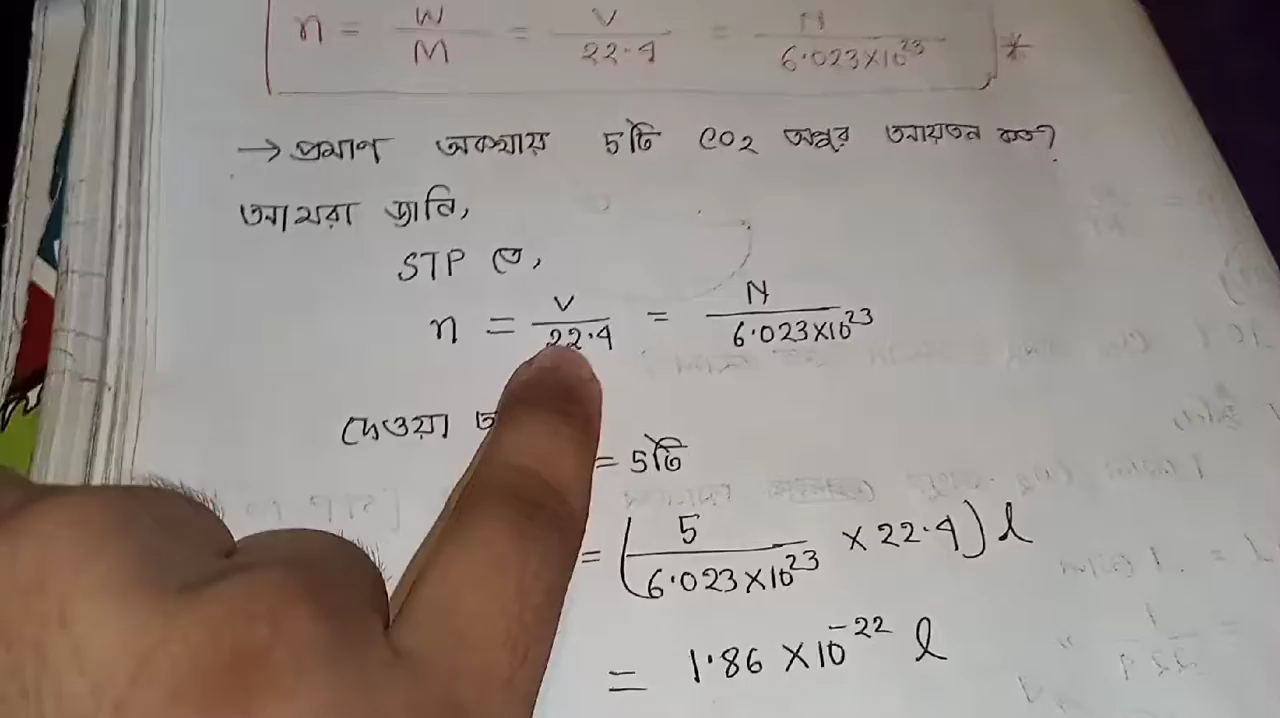 n = W/M = V/22.4 = N/6.023×10²³ *
→ প্রমাণ অবস্থায় 5টি CO₂ অণুর আয়তন কত?
আমরা জানি,
STP তে,
n = V/22.4 = N/6.023×10²³
দেওয়া
= 5টি
= (5/6.023×10²³ × 22.4) l
= 1.86 × 10⁻²² l